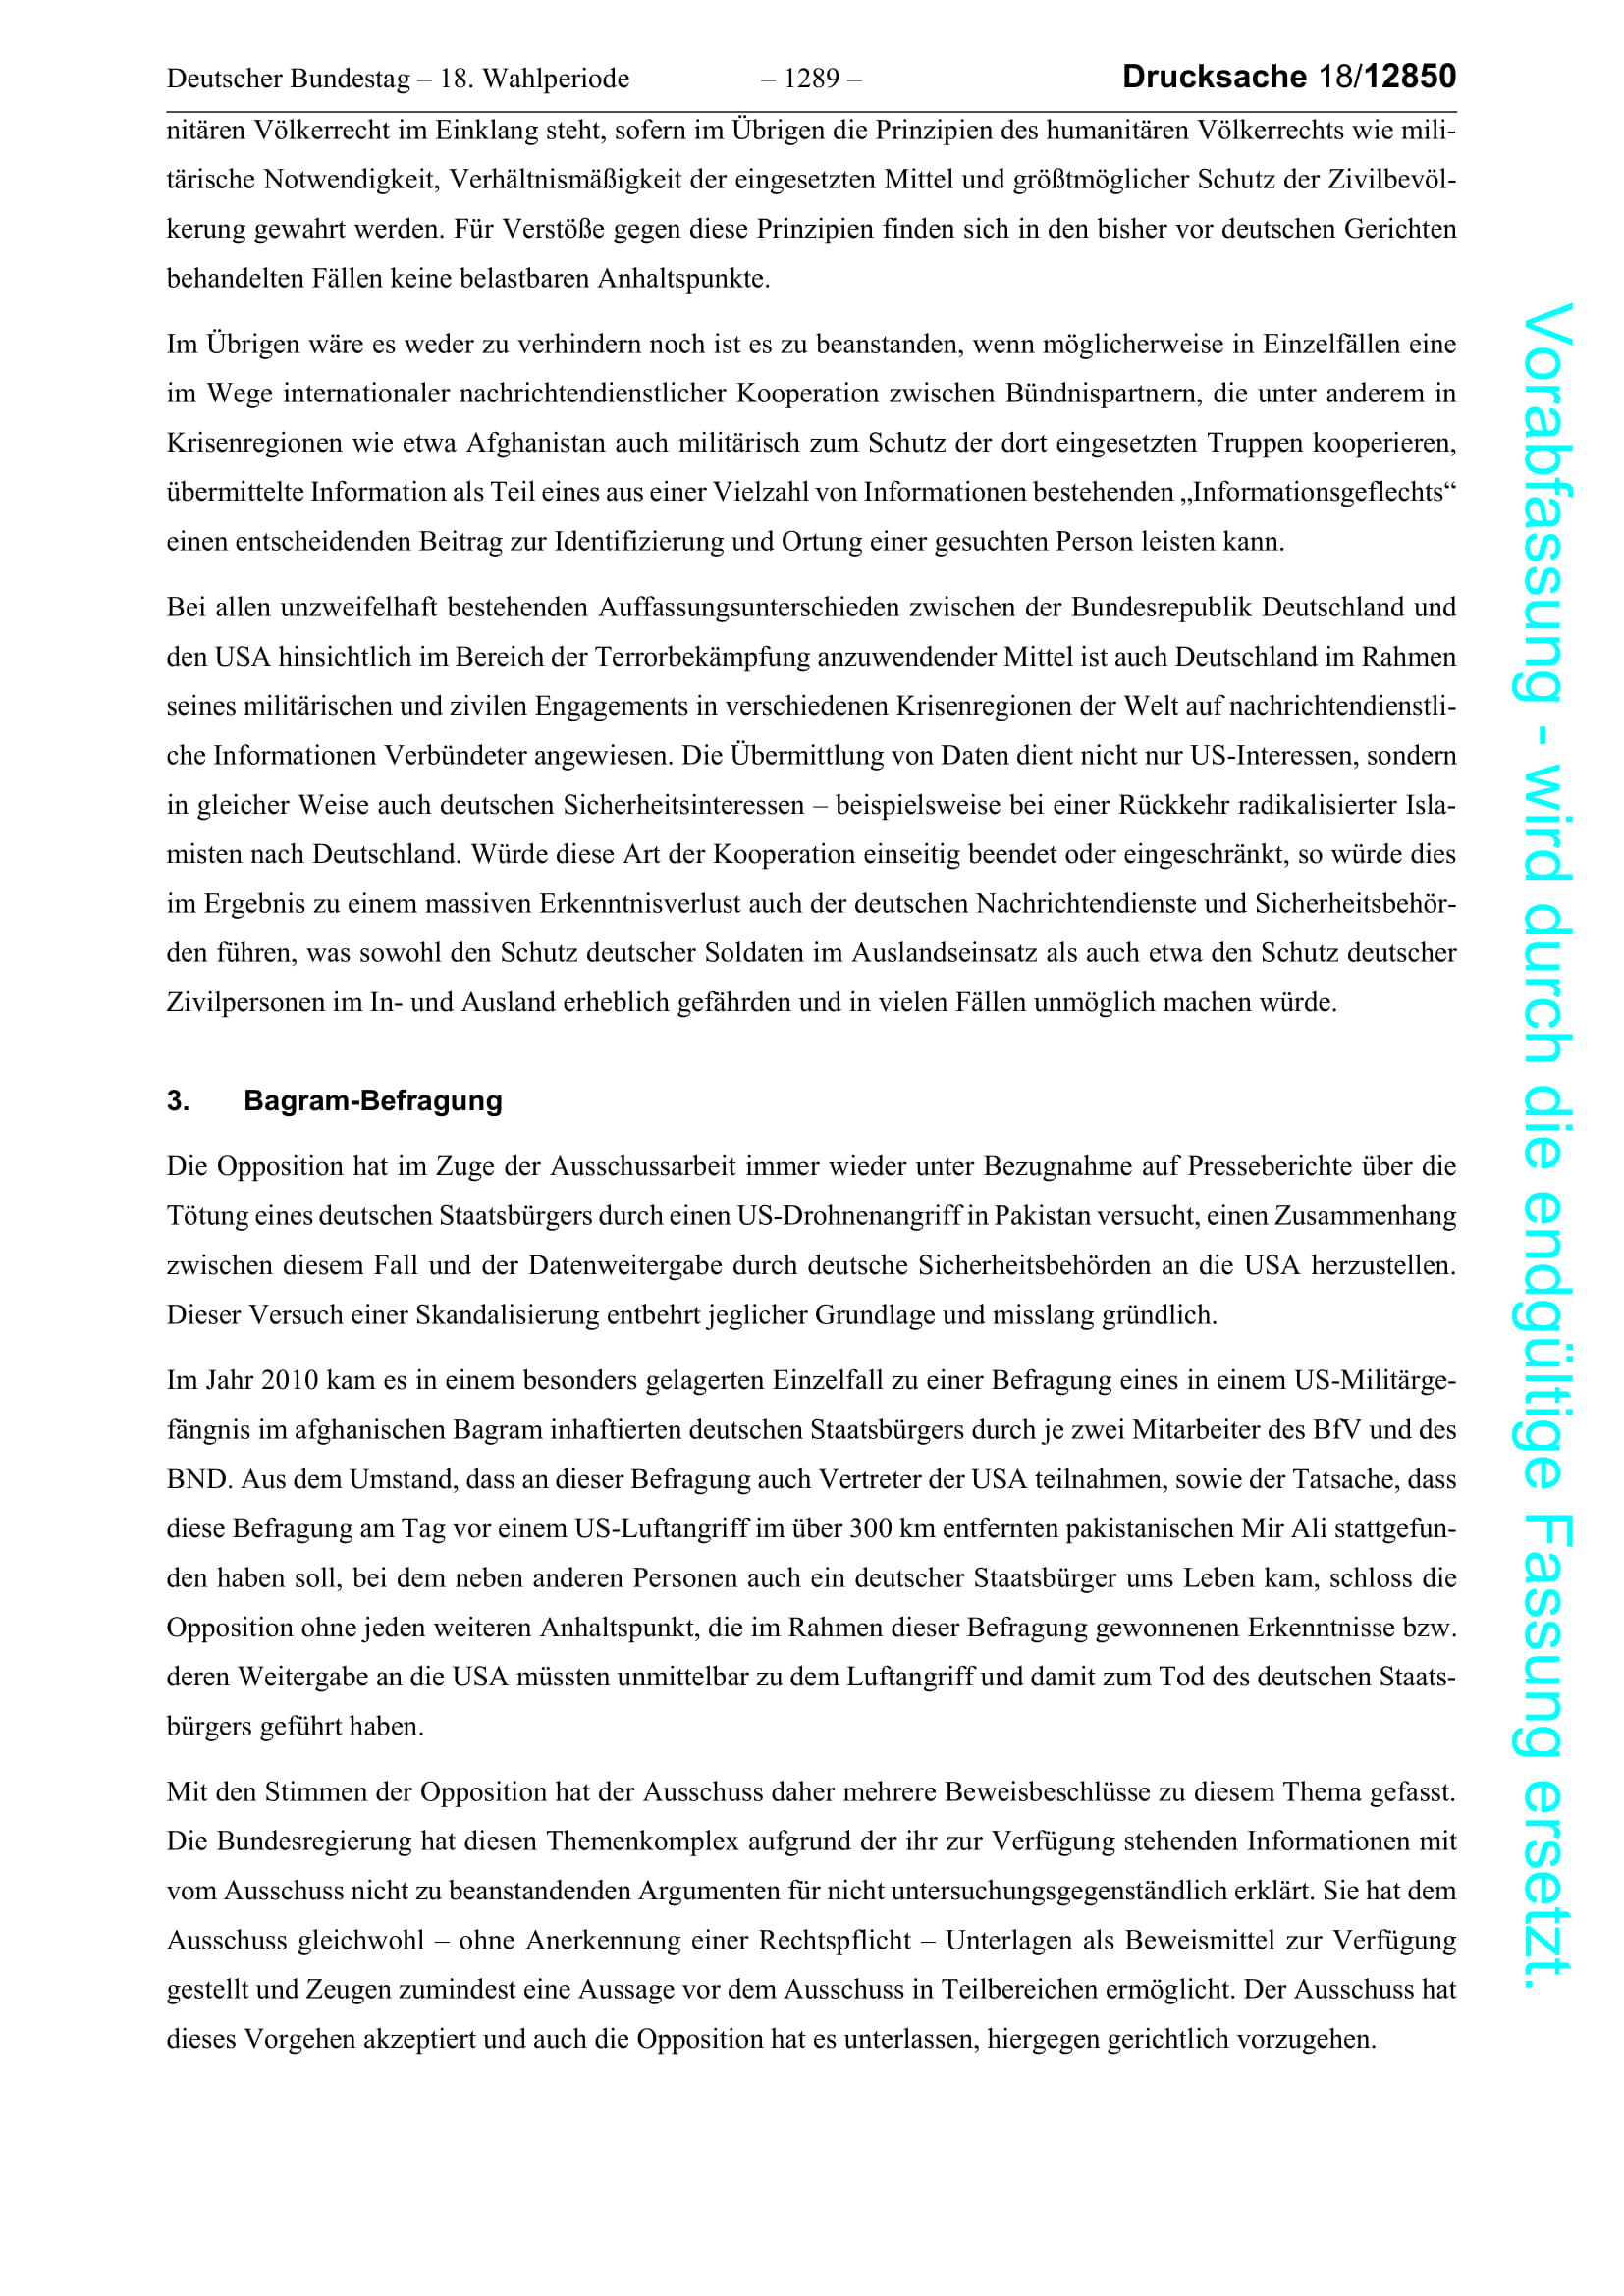 Deutscher Bundestag – 18. Wahlperiode – 1289 – Drucksache 18/12850
nitären Völkerrecht im Einklang steht, sofern im Übrigen die Prinzipien des humanitären Völkerrechts wie mili-
tärische Notwendigkeit, Verhältnismäßigkeit der eingesetzten Mittel und größtmöglicher Schutz der Zivilbevöl-
kerung gewahrt werden. Für Verstöße gegen diese Prinzipien finden sich in den bisher vor deutschen Gerichten
behandelten Fällen keine belastbaren Anhaltspunkte.
Im Übrigen wäre es weder zu verhindern noch ist es zu beanstanden, wenn möglicherweise in Einzelfällen eine
im Wege internationaler nachrichtendienstlicher Kooperation zwischen Bündnispartnern, die unter anderem in
Krisenregionen wie etwa Afghanistan auch militärisch zum Schutz der dort eingesetzten Truppen kooperieren,
übermittelte Information als Teil eines aus einer Vielzahl von Informationen bestehenden „Informationsgeflechts“
einen entscheidenden Beitrag zur Identifizierung und Ortung einer gesuchten Person leisten kann.
Bei allen unzweifelhaft bestehenden Auffassungsunterschieden zwischen der Bundesrepublik Deutschland und
den USA hinsichtlich im Bereich der Terrorbekämpfung anzuwendender Mittel ist auch Deutschland im Rahmen
seines militärischen und zivilen Engagements in verschiedenen Krisenregionen der Welt auf nachrichtendienstli-
che Informationen Verbündeter angewiesen. Die Übermittlung von Daten dient nicht nur US-Interessen, sondern
in gleicher Weise auch deutschen Sicherheitsinteressen – beispielsweise bei einer Rückkehr radikalisierter Isla-
misten nach Deutschland. Würde diese Art der Kooperation einseitig beendet oder eingeschränkt, so würde dies
im Ergebnis zu einem massiven Erkenntnisverlust auch der deutschen Nachrichtendienste und Sicherheitsbehör-
den führen, was sowohl den Schutz deutscher Soldaten im Auslandseinsatz als auch etwa den Schutz deutscher
Zivilpersonen im In- und Ausland erheblich gefährden und in vielen Fällen unmöglich machen würde.
3. Bagram-Befragung
Die Opposition hat im Zuge der Ausschussarbeit immer wieder unter Bezugnahme auf Presseberichte über die
Tötung eines deutschen Staatsbürgers durch einen US-Drohnenangriff in Pakistan versucht, einen Zusammenhang
zwischen diesem Fall und der Datenweitergabe durch deutsche Sicherheitsbehörden an die USA herzustellen.
Dieser Versuch einer Skandalisierung entbehrt jeglicher Grundlage und misslang gründlich.
Im Jahr 2010 kam es in einem besonders gelagerten Einzelfall zu einer Befragung eines in einem US-Militärge-
fängnis im afghanischen Bagram inhaftierten deutschen Staatsbürgers durch je zwei Mitarbeiter des BfV und des
BND. Aus dem Umstand, dass an dieser Befragung auch Vertreter der USA teilnahmen, sowie der Tatsache, dass
diese Befragung am Tag vor einem US-Luftangriff im über 300 km entfernten pakistanischen Mir Ali stattgefun-
den haben soll, bei dem neben anderen Personen auch ein deutscher Staatsbürger ums Leben kam, schloss die
Opposition ohne jeden weiteren Anhaltspunkt, die im Rahmen dieser Befragung gewonnenen Erkenntnisse bzw.
deren Weitergabe an die USA müssten unmittelbar zu dem Luftangriff und damit zum Tod des deutschen Staats-
bürgers geführt haben.
Mit den Stimmen der Opposition hat der Ausschuss daher mehrere Beweisbeschlüsse zu diesem Thema gefasst.
Die Bundesregierung hat diesen Themenkomplex aufgrund der ihr zur Verfügung stehenden Informationen mit
vom Ausschuss nicht zu beanstandenden Argumenten für nicht untersuchungsgegenständlich erklärt. Sie hat dem
Ausschuss gleichwohl – ohne Anerkennung einer Rechtspflicht – Unterlagen als Beweismittel zur Verfügung
gestellt und Zeugen zumindest eine Aussage vor dem Ausschuss in Teilbereichen ermöglicht. Der Ausschuss hat
dieses Vorgehen akzeptiert und auch die Opposition hat es unterlassen, hiergegen gerichtlich vorzugehen.
Vorabfassung - wird durch die endgültige Fassung ersetzt.